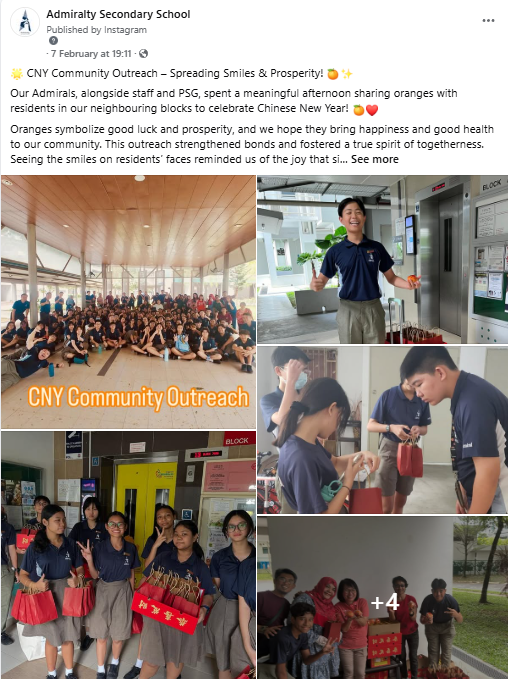 Admiralty Secondary School
Published by Instagram
· 7 February at 19:11 ·
🌟 CNY Community Outreach – Spreading Smiles & Prosperity! 🍊✨
Our Admirals, alongside staff and PSG, spent a meaningful afternoon sharing oranges with
residents in our neighbouring blocks to celebrate Chinese New Year! 🍊❤️
Oranges symbolize good luck and prosperity, and we hope they bring happiness and good health
to our community. This outreach strengthened bonds and fostered a true spirit of togetherness.
Seeing the smiles on residents’ faces reminded us of the joy that si... See more
BLOCK
CNY Community Outreach
BLOCK
+4